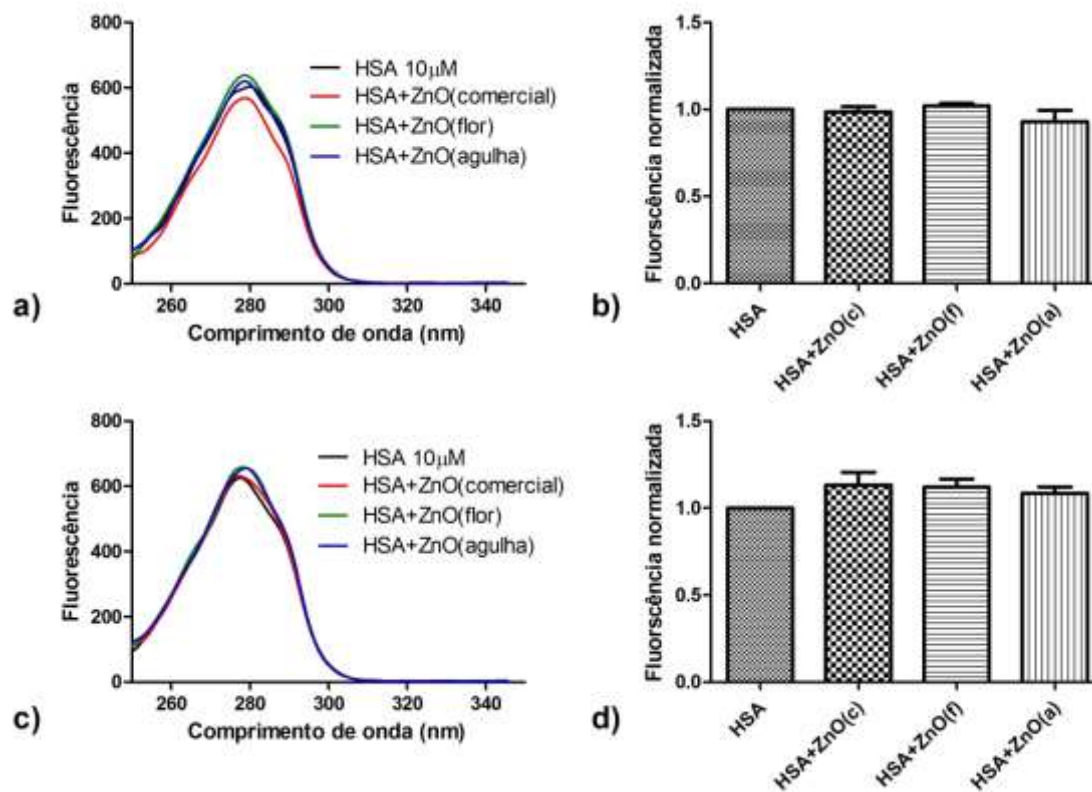 800
600
400
200
0
Fluorescência
HSA 10μM
HSA+ZnO(comercial)
HSA+ZnO(flor)
HSA+ZnO(agulha)
260 280 300 320 340
Comprimento de onda (nm)
a)
1.5
1.0
0.5
0.0
Fluorscência normalizada
HSA
HSA+ZnO(c)
HSA+ZnO(f)
HSA+ZnO(a)
b)
800
600
400
200
0
Fluorescência
HSA 10μM
HSA+ZnO(comercial)
HSA+ZnO(flor)
HSA+ZnO(agulha)
260 280 300 320 340
Comprimento de onda (nm)
c)
1.5
1.0
0.5
0.0
Fluorscência normalizada
HSA
HSA+ZnO(c)
HSA+ZnO(f)
HSA+ZnO(a)
d)